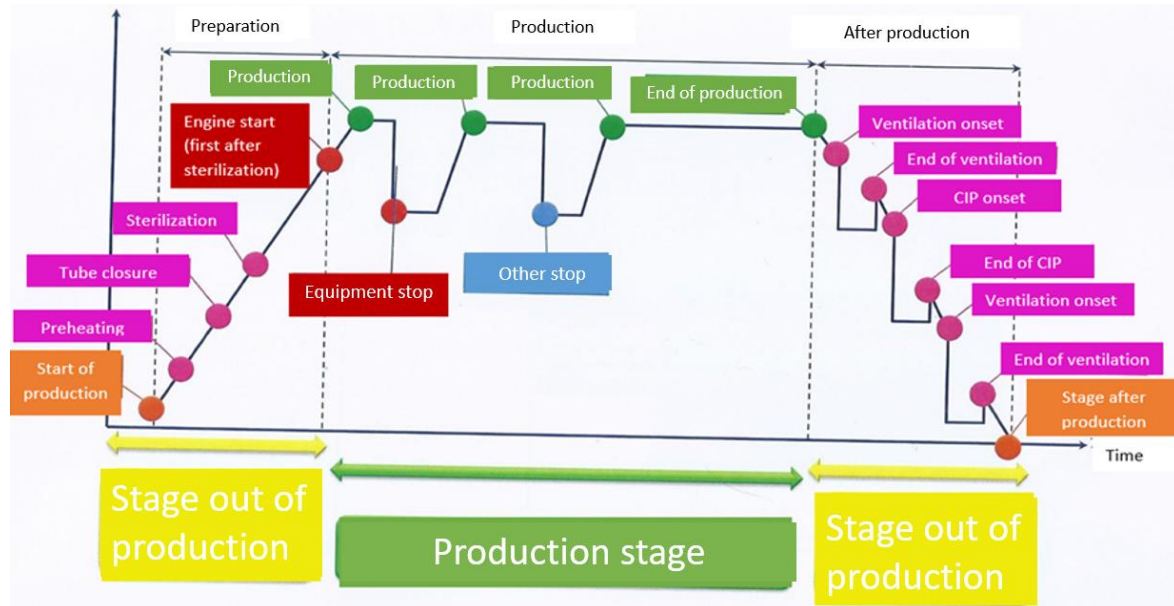 Preparation
Production
After production
Production
Production
Production
End of production
Engine start
(first after
sterilization)
Ventilation onset
End of ventilation
CIP onset
Sterilization
Tube closure
Other stop
Equipment stop
End of CIP
Ventilation onset
Preheating
Start of
production
End of ventilation
Stage after
production
Time
Stage out of
production
Production stage
Stage out of
production